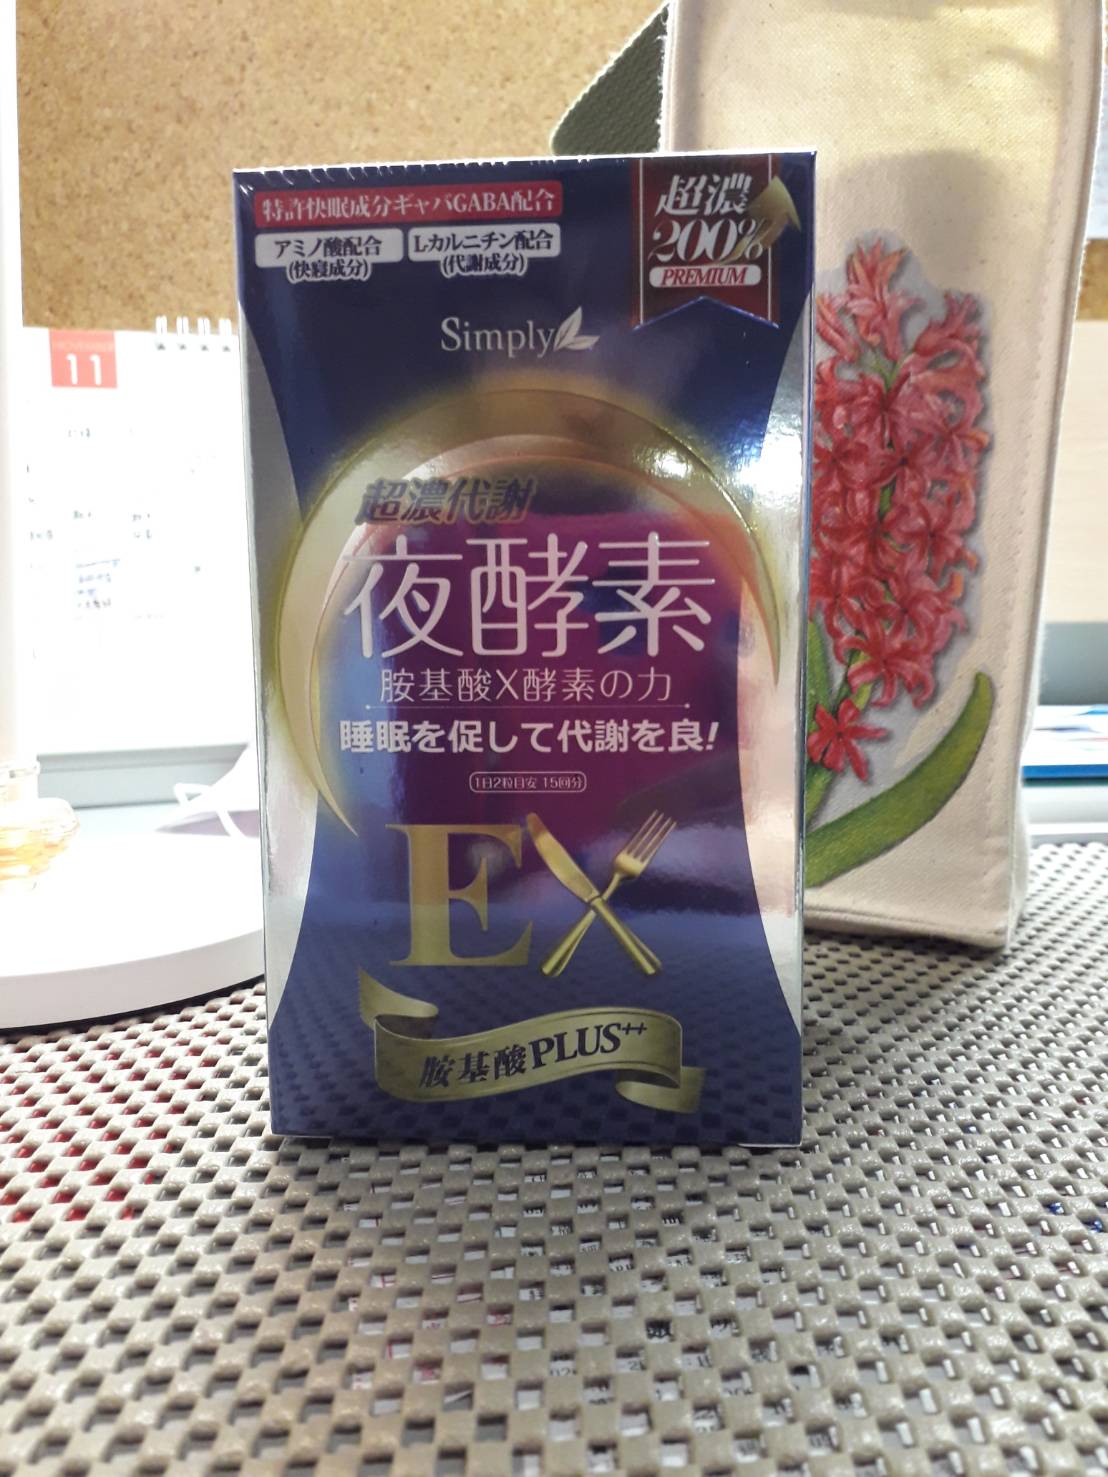 特許快眠成分ギャバGABA配合
アミノ酸配合
(快寝成分)
L-カルニチン配合
(代謝成分)
超濃
200%
PREMIUM
Simply
超濃代謝
夜酵素
胺基酸X酵素の力
睡眠を促して代謝を良!
1日2粒目安 15回分
EX
胺基酸PLUS++
NOVEMBER
11